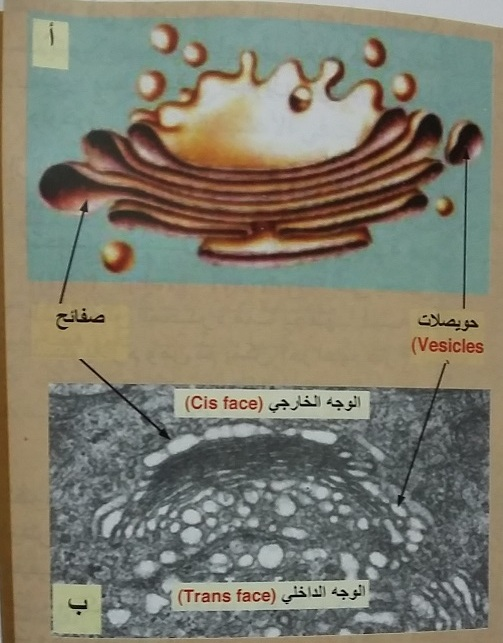 أ
صفائح
حويصلات
(Vesicles
الوجه الخارجي (Cis face)
الوجه الداخلي (Trans face)
ب